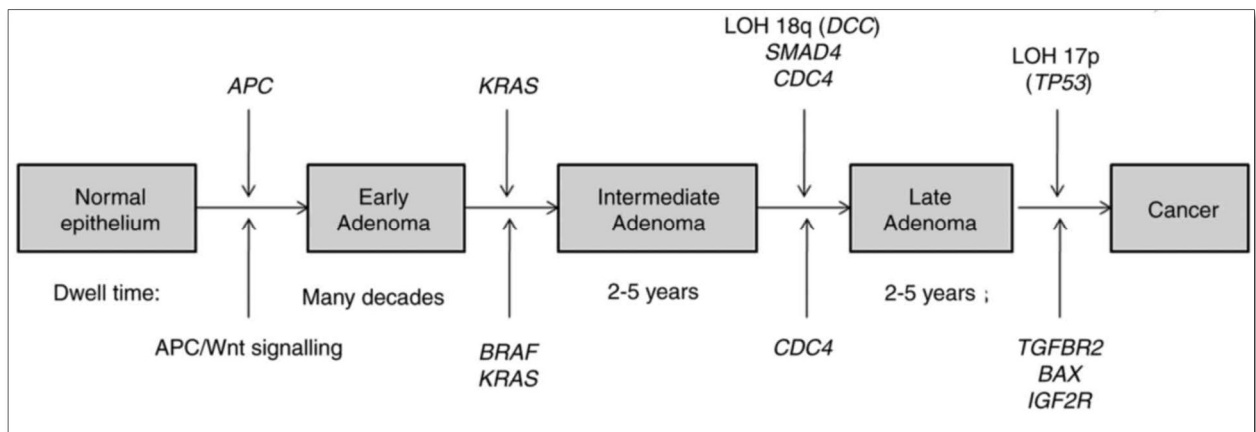 LOH 18q (DCC)
SMAD4
CDC4
LOH 17p
(TP53)
APC
KRAS
Normal
epithelium
Early
Adenoma
Intermediate
Adenoma
Late
Adenoma
Cancer
Dwell time:
Many decades
2-5 years
2-5 years ;
APC/Wnt signalling
BRAF
KRAS
CDC4
TGFBR2
BAX
IGF2R